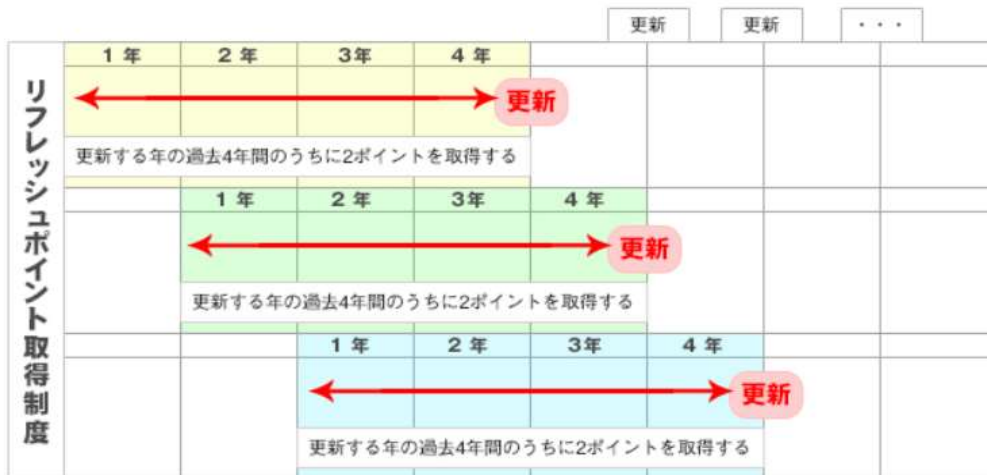 更新 更新 ・・・
リフレッシュポイント取得制度
1 年 2 年 3年 4 年
更新
更新する年の過去4年間のうちに2ポイントを取得する
1 年 2 年 3年 4 年
更新
更新する年の過去4年間のうちに2ポイントを取得する
1 年 2 年 3年 4 年
更新
更新する年の過去4年間のうちに2ポイントを取得する